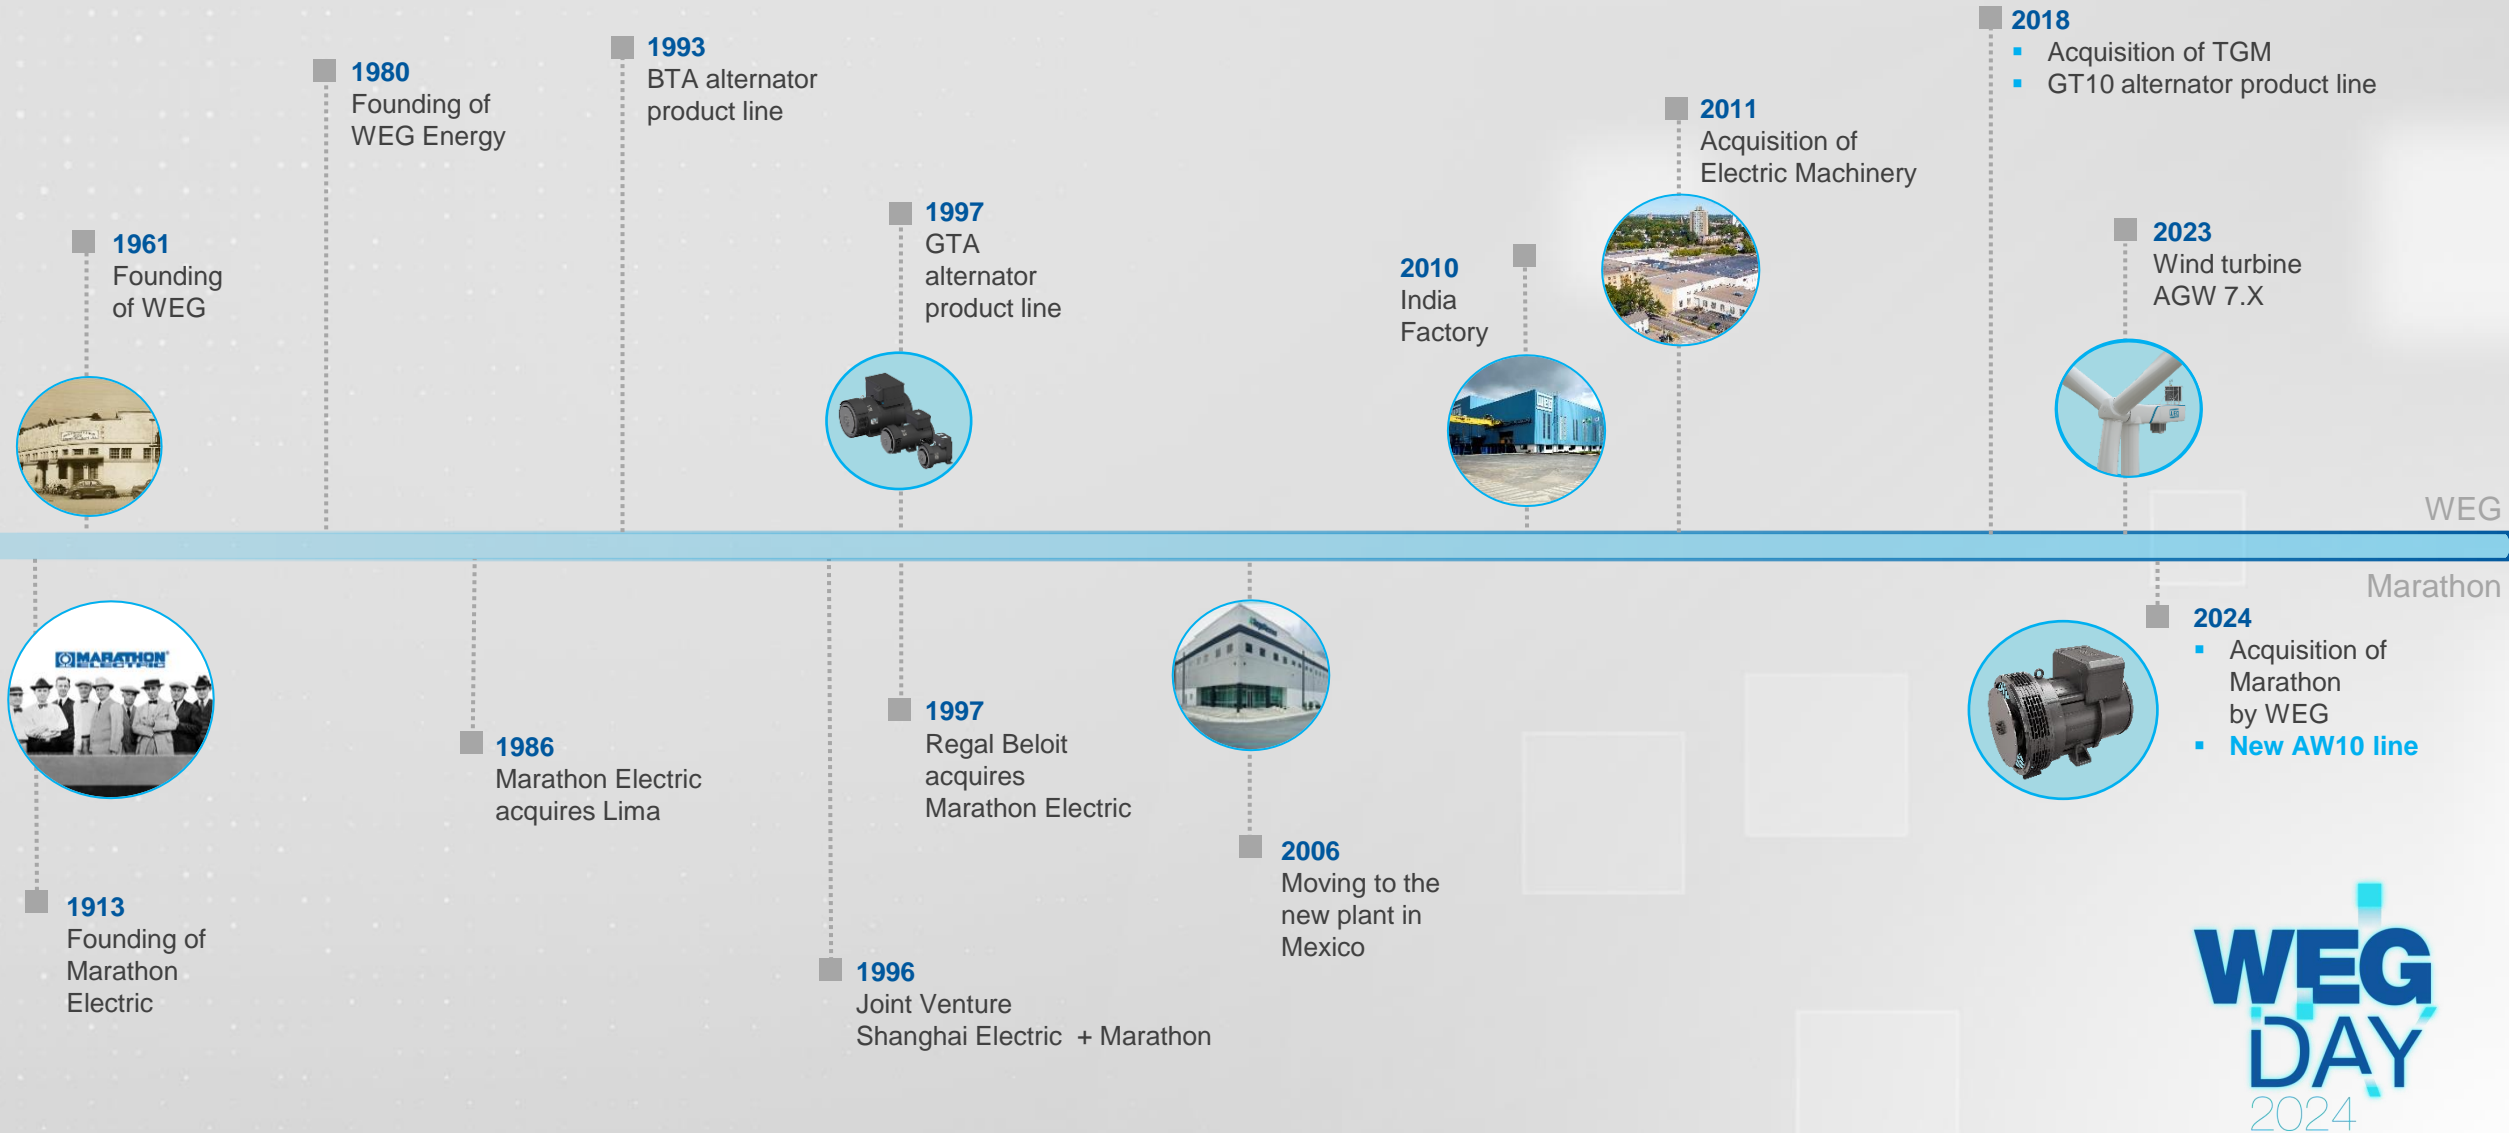 1961
Founding
of WEG
1980
Founding of
WEG Energy
1993
BTA alternator
product line
1997
GTA
alternator
product line
2010
India
Factory
WEG
2011
Acquisition of
Electric Machinery
2018
▪ Acquisition of TGM
▪ GT10 alternator product line
2023
Wind turbine
AGW 7.X
WEG
Marathon
MARATHON
ELECTRIC
1913
Founding of
Marathon
Electric
1986
Marathon Electric
acquires Lima
1996
Joint Venture
Shanghai Electric + Marathon
1997
Regal Beloit
acquires
Marathon Electric
2006
Moving to the
new plant in
Mexico
2024
▪ Acquisition of
Marathon
by WEG
▪ New AW10 line
WEG
DAY
2024